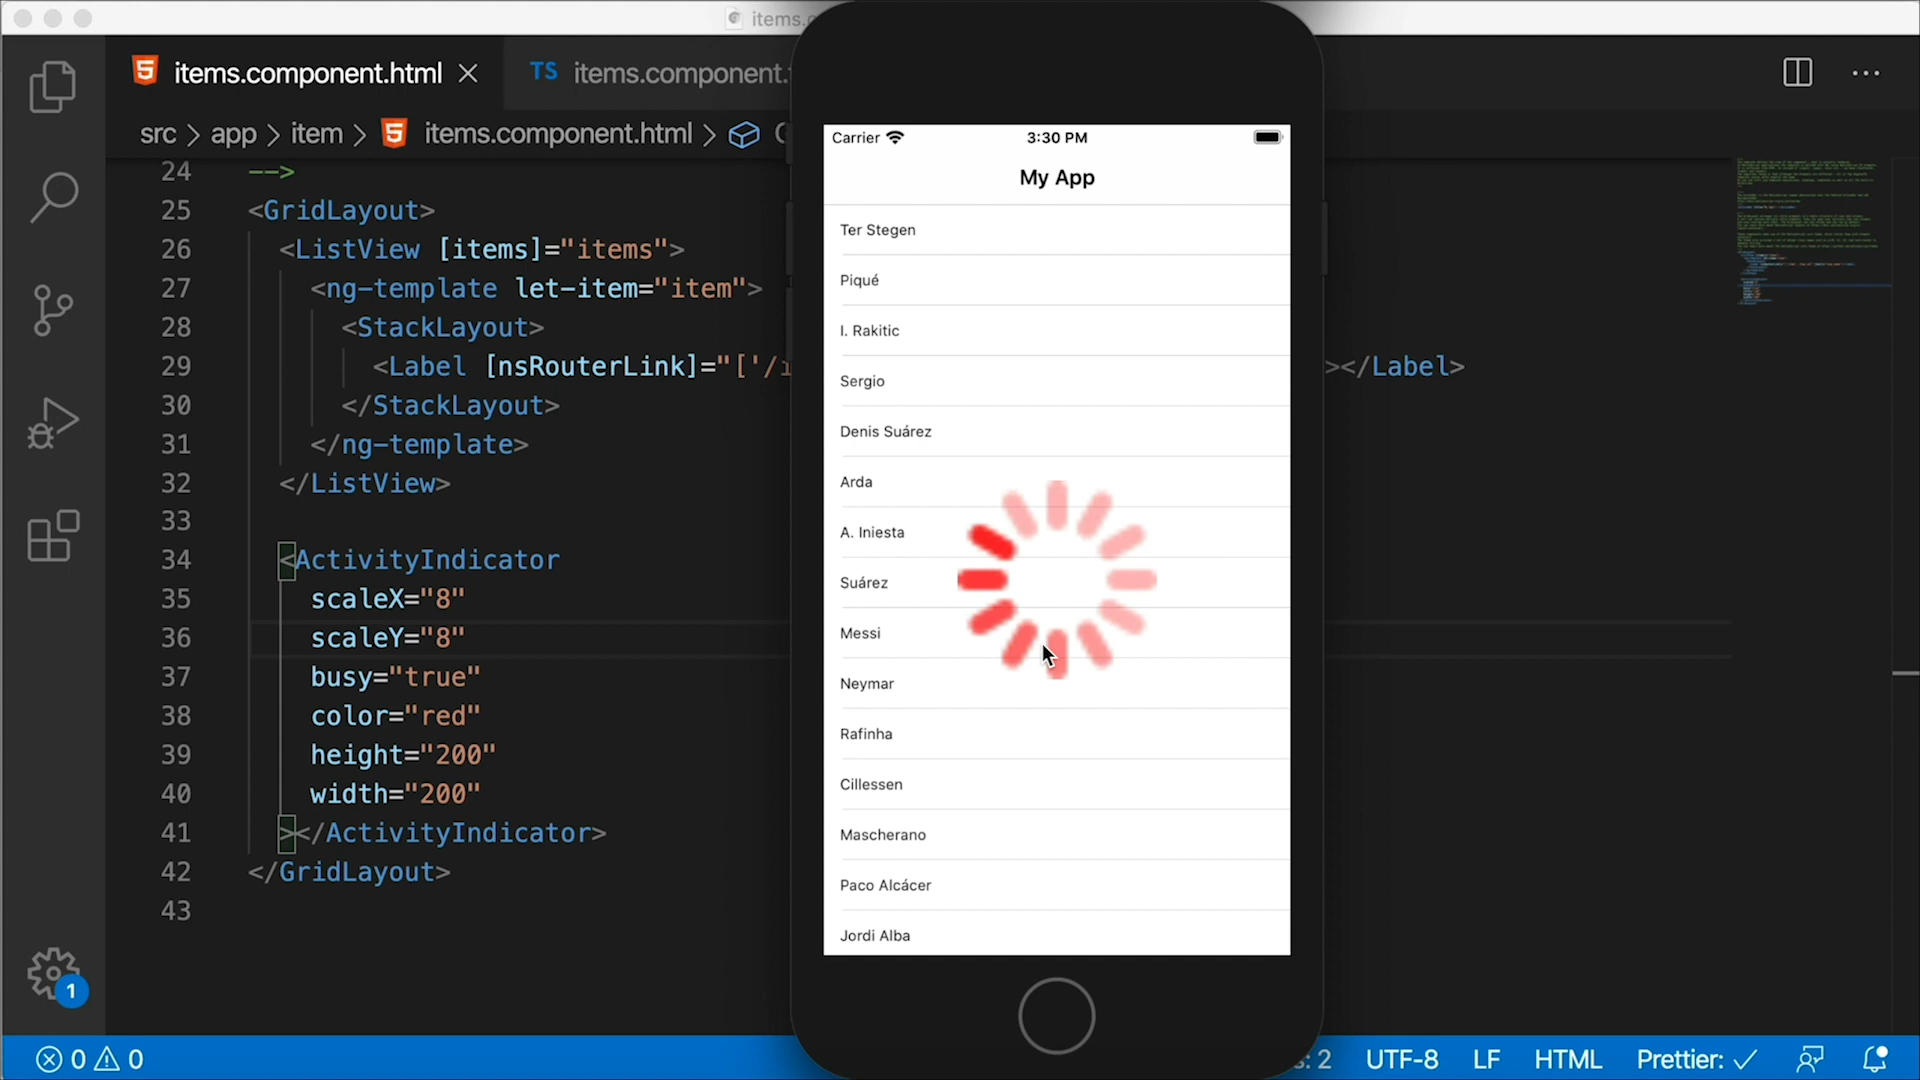 items.c
items.component.html
TS items.component.
src > app > item > items.component.html >
24 -->
25 <GridLayout>
26 <ListView [items]="items">
27 <ng-template let-item="item">
28 <StackLayout>
29 <Label [nsRouterLink]="['/i ></Label>
30 </StackLayout>
31 </ng-template>
32 </ListView>
33
34 <ActivityIndicator
35 scaleX="8"
36 scaleY="8"
37 busy="true"
38 color="red"
39 height="200"
40 width="200"
41 ></ActivityIndicator>
42 </GridLayout>
43
Carrier 3:30 PM
My App
Ter Stegen
Piqué
I. Rakitic
Sergio
Denis Suárez
Arda
A. Iniesta
Suárez
Messi
Neymar
Rafinha
Cillessen
Mascherano
Paco Alcácer
Jordi Alba
1
0 0
s: 2 UTF-8 LF HTML Prettier: ✓